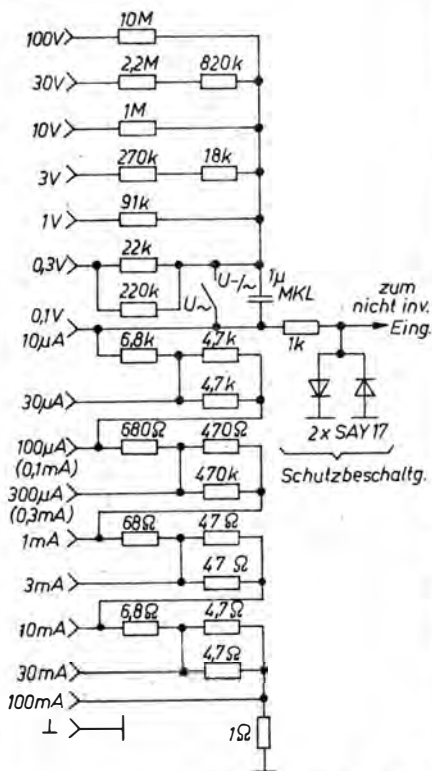 10M
100V
2,2M 820k
30V
1M
10V
270k 18k
3V
91k
1V
22k
0,3V
U-/~ 1μ MKL
220k U~
0,1V
10μA
zum
nicht inv.
Eing.
1k
6,8k 4,7k
4,7k
30μA
2x SAY 17
Schutzbeschaltg.
680Ω 470Ω
100μA
(0,1mA)
470k
300μA
(0,3mA)
68Ω 47Ω
1mA
47Ω
3mA
6,8Ω 4,7Ω
10mA
4,7Ω
30mA
100mA
⊥
1Ω